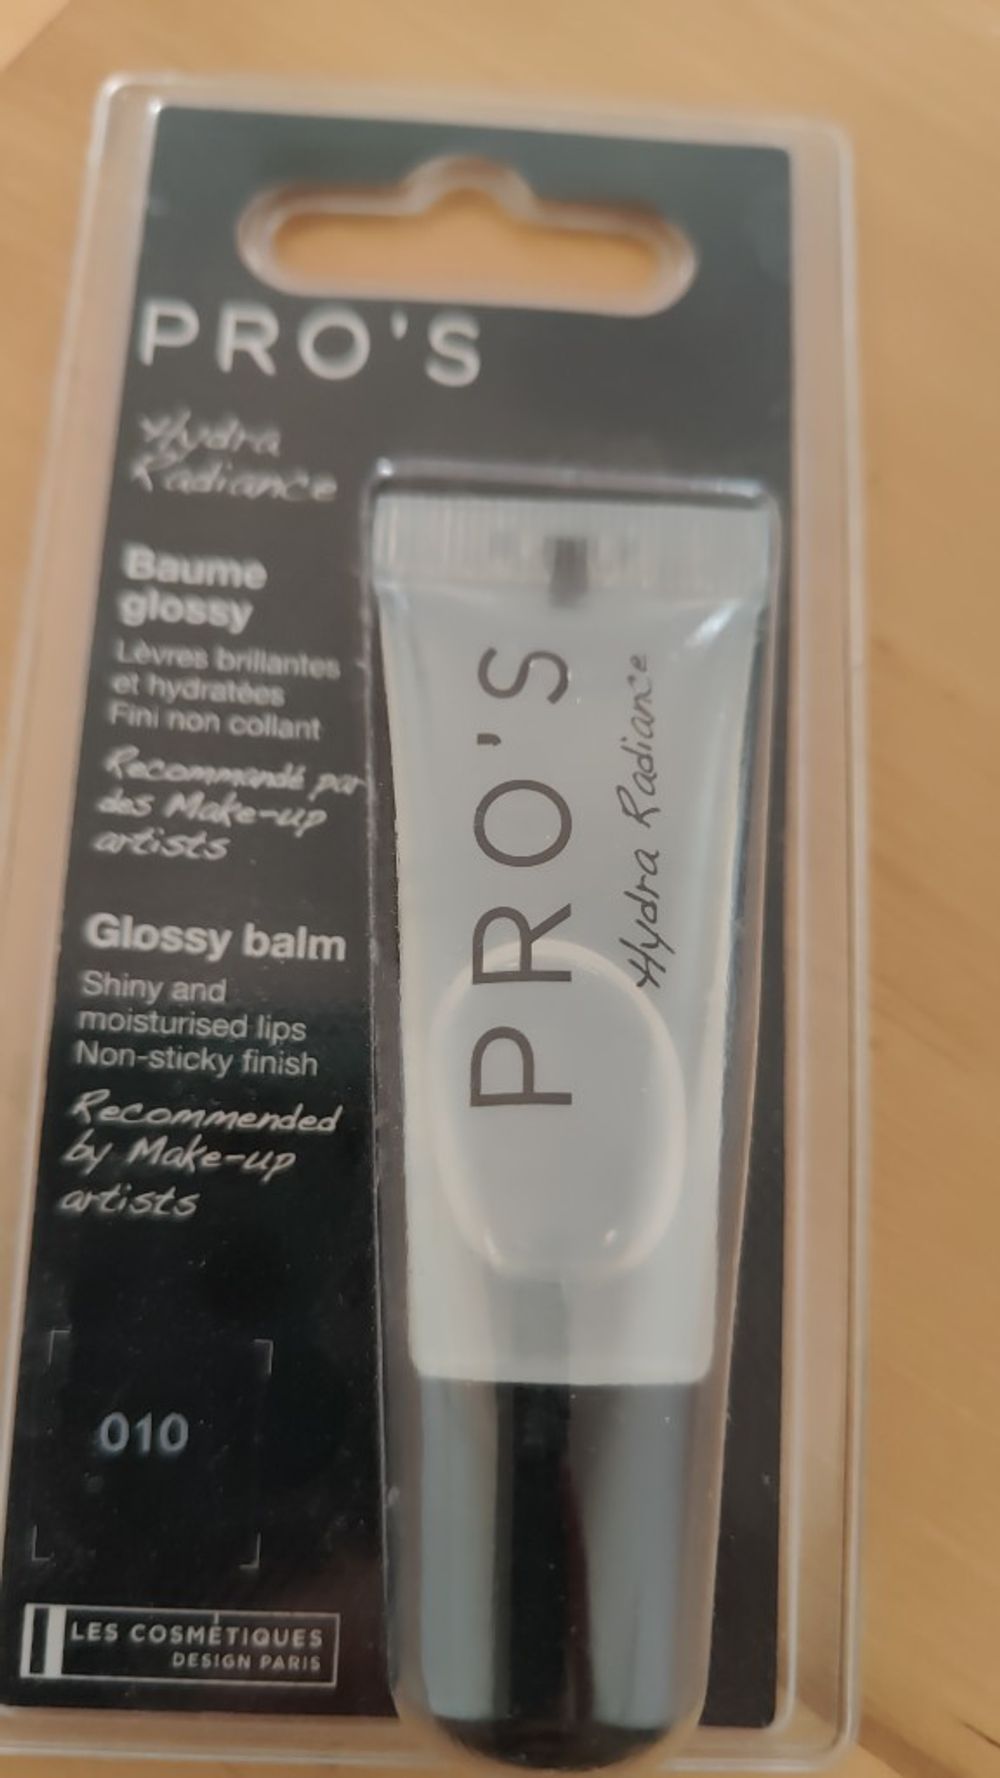 PRO'S
Hydra
Radiance
Baume
glossy
Lèvres brillantes
et hydratées
Fini non collant
Recommandé par
des Make-up
artists
Glossy balm
Shiny and
moisturised lips
Non-sticky finish
Recommended
by Make-up
artists
010
LES COSMÉTIQUES
DESIGN PARIS
PRO'S
Hydra Radiance